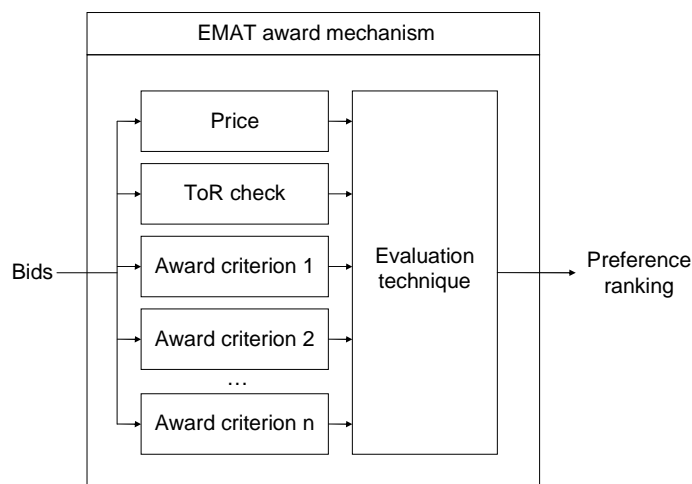 EMAT award mechanism
Price
ToR check
Award criterion 1
Award criterion 2
...
Award criterion n
Bids
Evaluation
technique
Preference
ranking